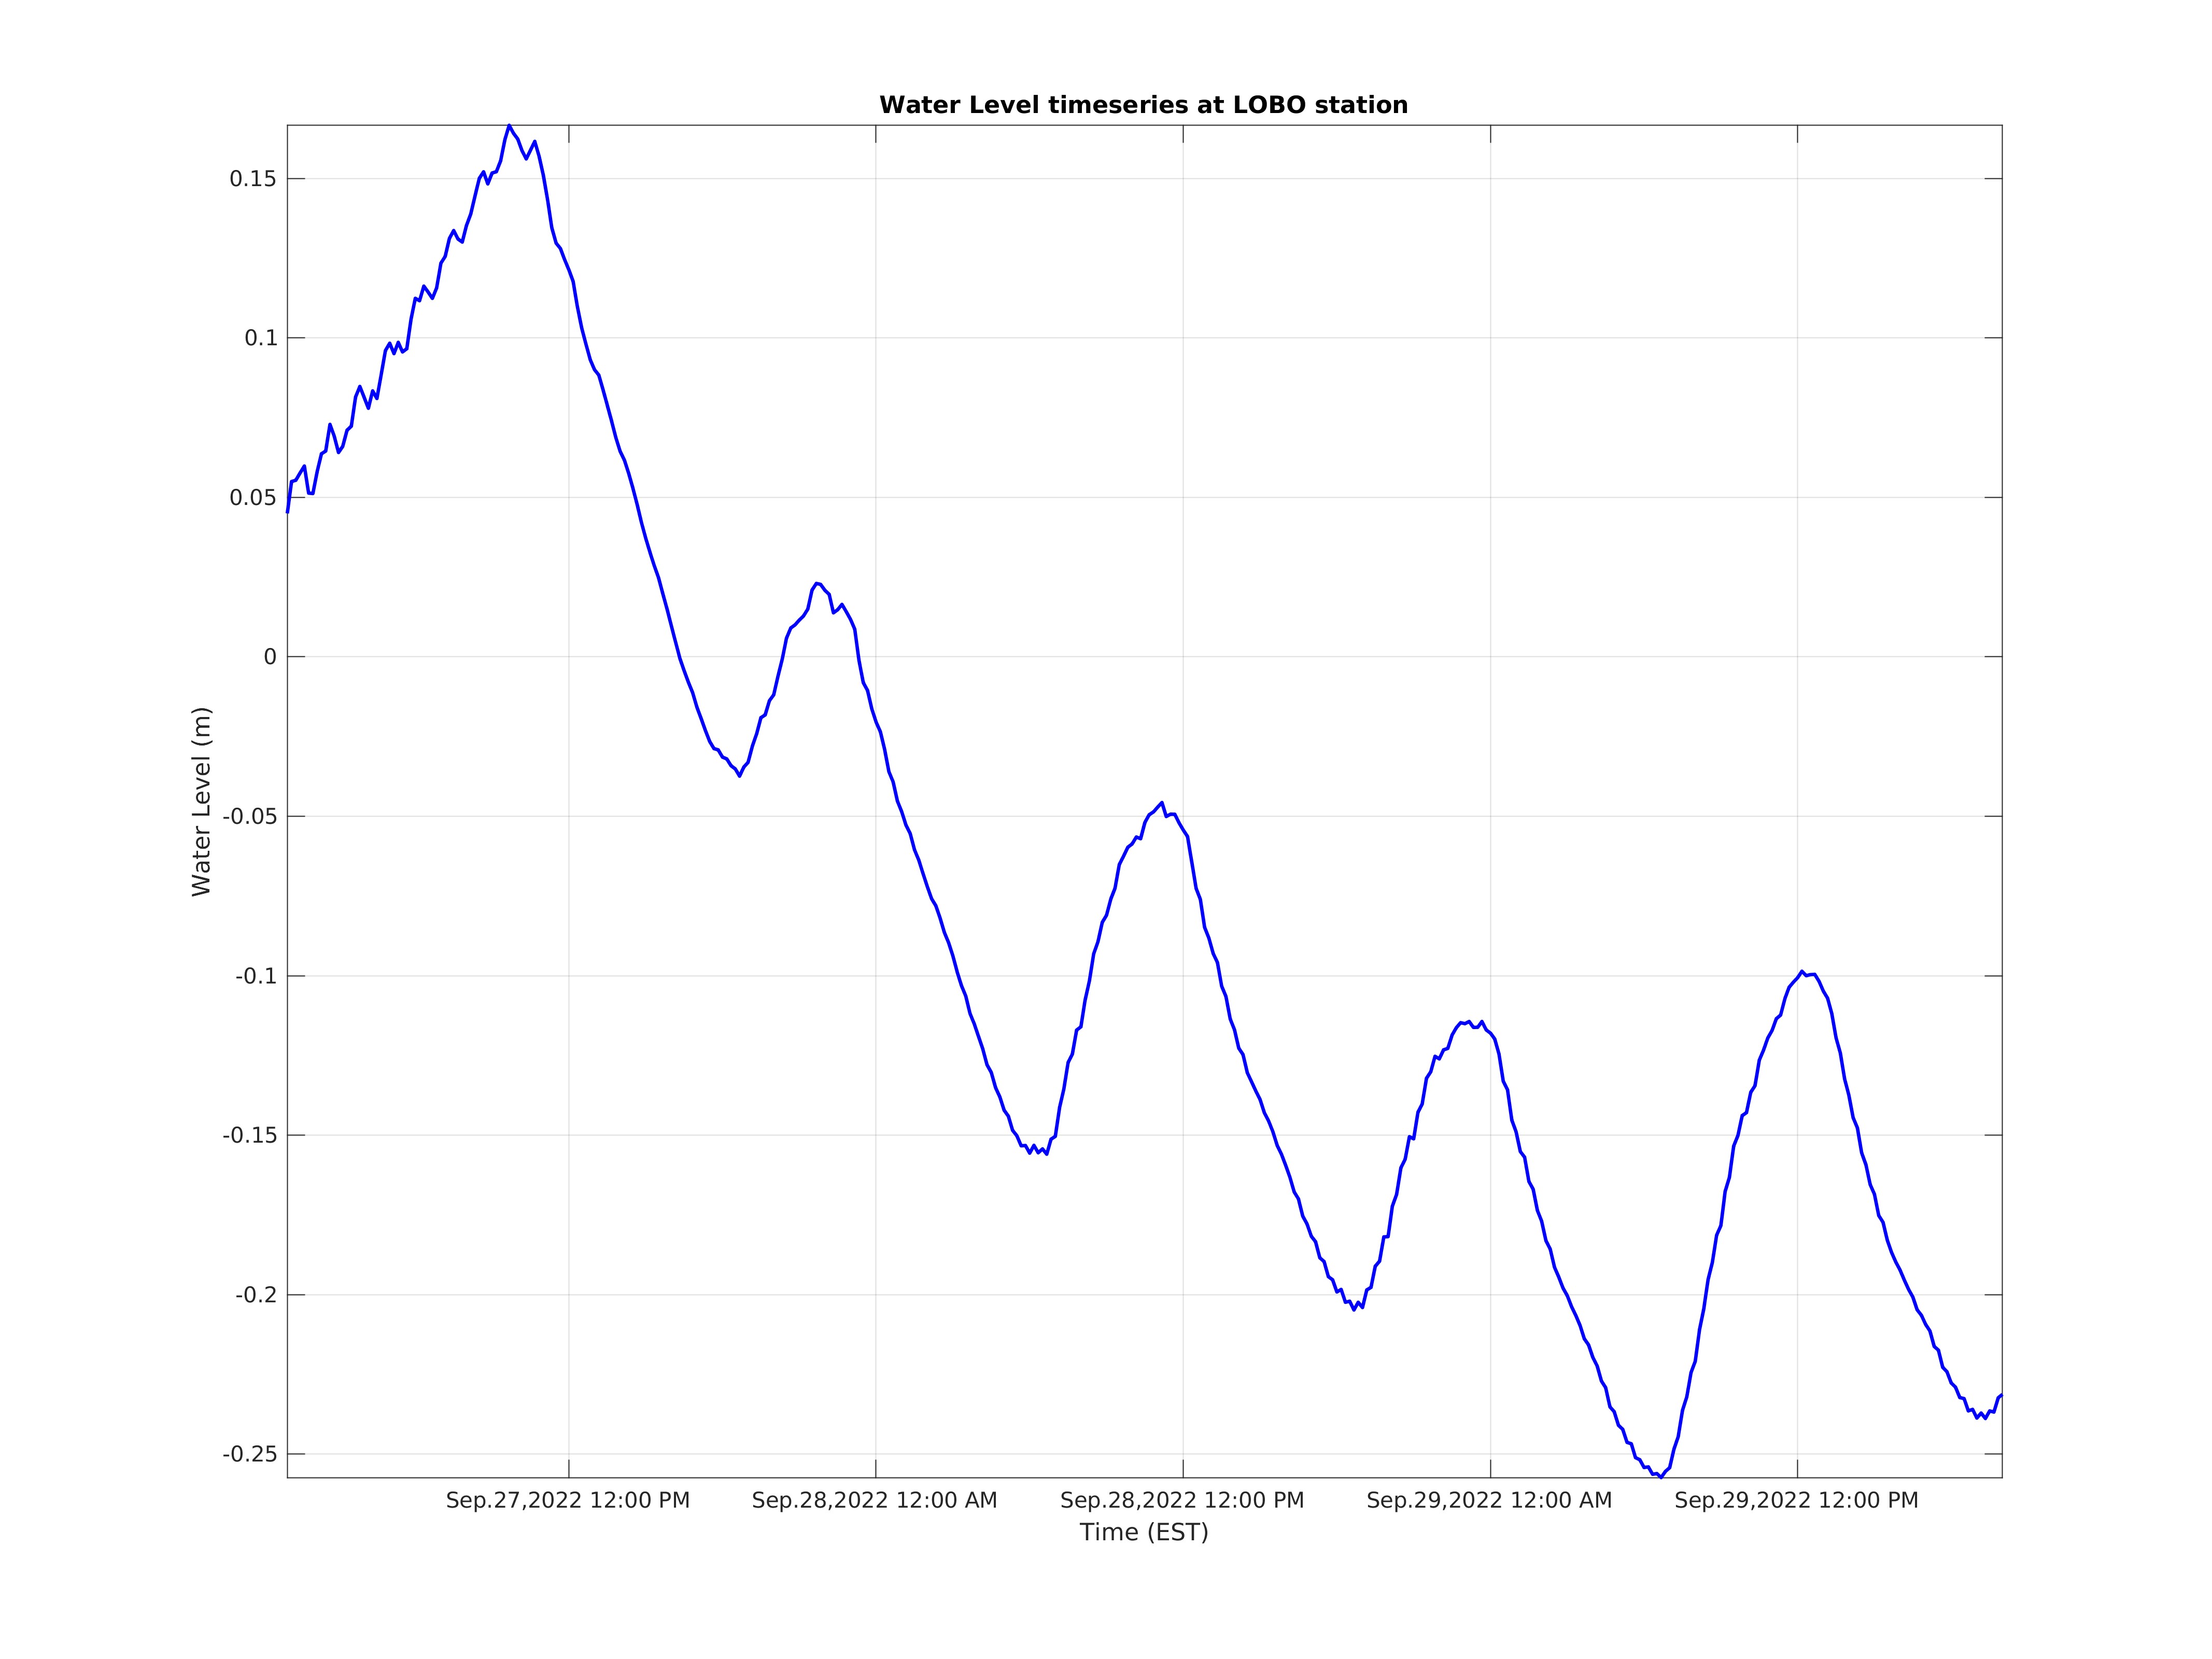 Water Level timeseries at LOBO station
0.15
0.1
0.05
0
-0.05
-0.1
-0.15
-0.2
-0.25
Water Level (m)
Sep.27,2022 12:00 PM
Sep.28,2022 12:00 AM
Sep.28,2022 12:00 PM
Sep.29,2022 12:00 AM
Sep.29,2022 12:00 PM
Time (EST)